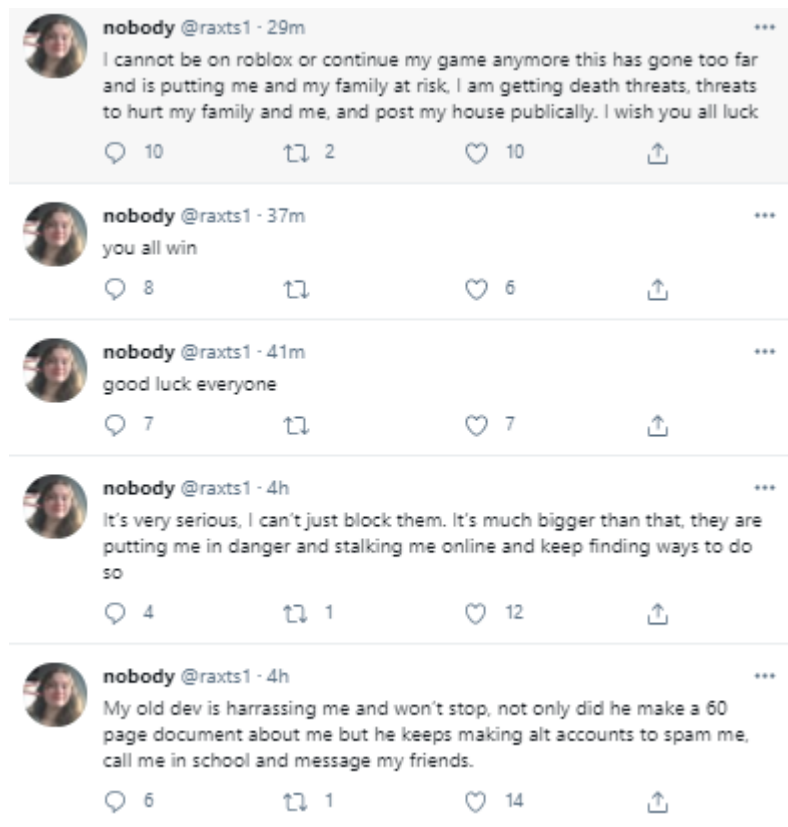 nobody @raxts1 · 29m
I cannot be on roblox or continue my game anymore this has gone too far
and is putting me and my family at risk, I am getting death threats, threats
to hurt my family and me, and post my house publically. I wish you all luck
10 2 10
nobody @raxts1 · 37m
you all win
8 6
nobody @raxts1 · 41m
good luck everyone
7 7
nobody @raxts1 · 4h
It's very serious, I can't just block them. It's much bigger than that, they are
putting me in danger and stalking me online and keep finding ways to do
so
4 1 12
nobody @raxts1 · 4h
My old dev is harrassing me and won't stop, not only did he make a 60
page document about me but he keeps making alt accounts to spam me,
call me in school and message my friends.
6 1 14